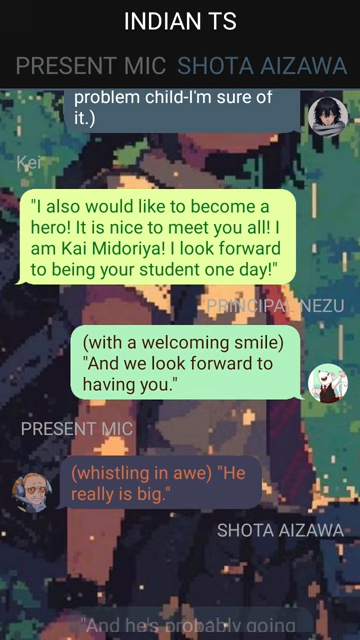 INDIAN TS
PRESENT MIC SHOTA AIZAWA
problem child-I'm sure of
it.)
Kei
"I also would like to become a
hero! It is nice to meet you all! I
am Kai Midoriya! I look forward
to being your student one day!"
PRINCIPAL NEZU
(with a welcoming smile)
"And we look forward to
having you."
PRESENT MIC
(whistling in awe) "He
really is big."
SHOTA AIZAWA
"And he's probably going